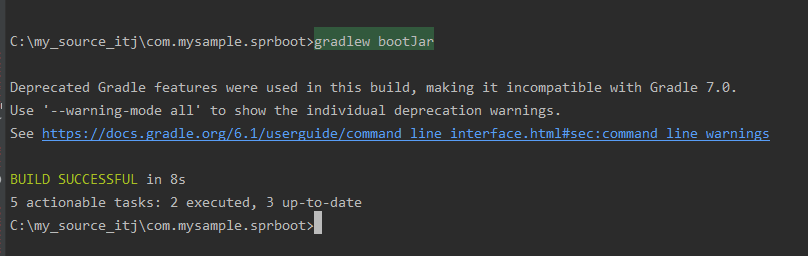 C:\my_source_itj\com.mysample.sprboot>gradlew bootJar
Deprecated Gradle features were used in this build, making it incompatible with Gradle 7.0.
Use '--warning-mode all' to show the individual deprecation warnings.
See https://docs.gradle.org/6.1/userguide/command_line_interface.html#sec:command_line_warnings
BUILD SUCCESSFUL in 8s
5 actionable tasks: 2 executed, 3 up-to-date
C:\my_source_itj\com.mysample.sprboot>